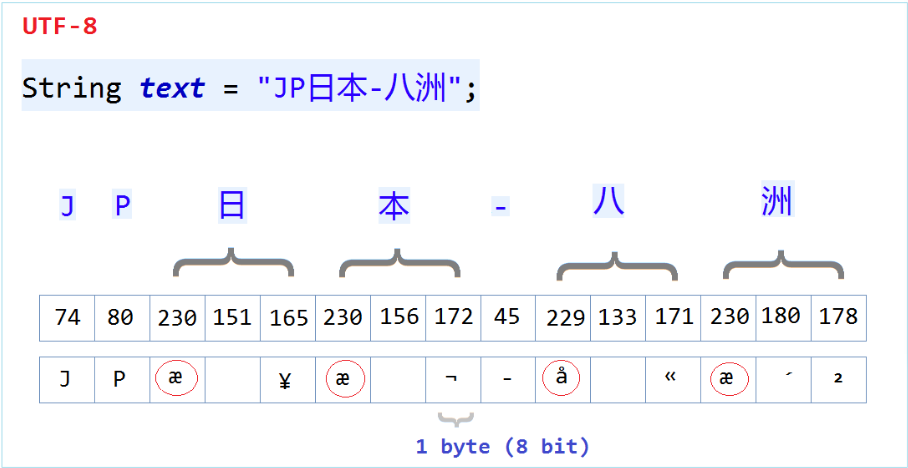 UTF-8
String text = "JP日本-八洲";
J P 日 本 - 八 洲
74 80 230 151 165 230 156 172 45 229 133 171 230 180 178
J P æ ¥ æ ¬ - å « æ ´ ²
1 byte (8 bit)